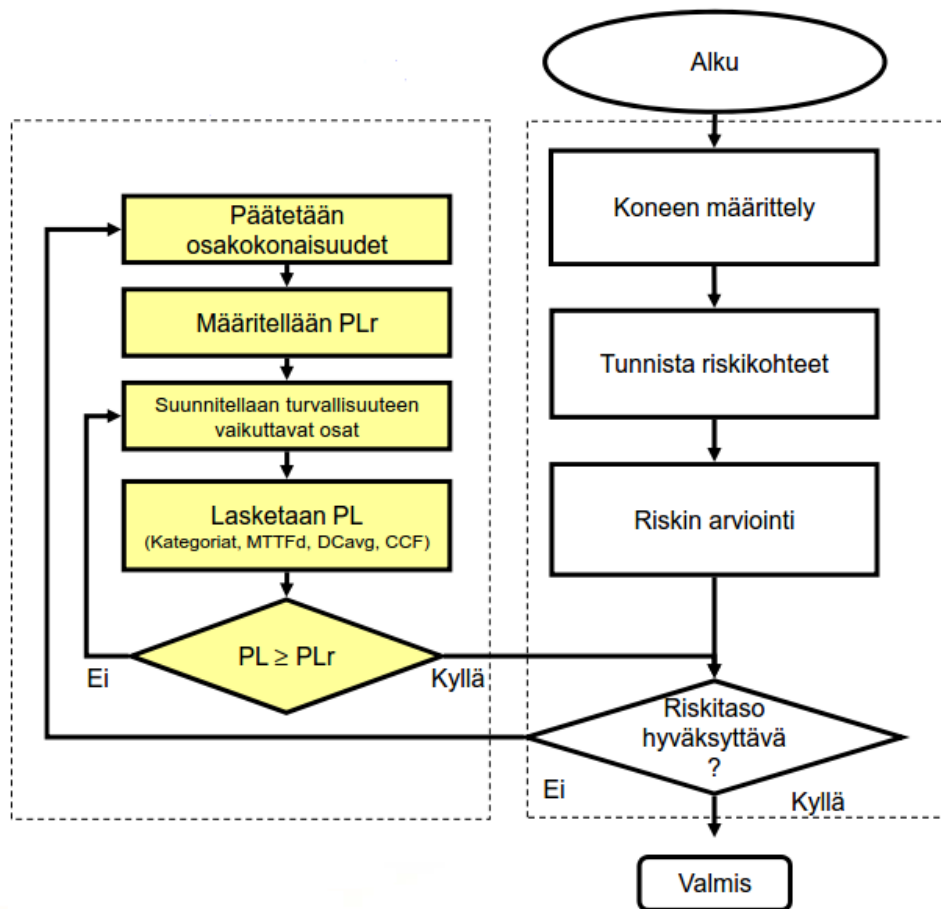 Alku
Koneen määrittely
Tunnista riskikohteet
Riskin arviointi
Riskitaso
hyväksyttävä
?
Ei
Kyllä
Valmis
Päätetään
osakokonaisuudet
Määritellään PLr
Suunnitellaan turvallisuuteen
vaikuttavat osat
Lasketaan PL
(Kategoriat, MTTFd, DCavg, CCF)
PL ≥ PLr
Ei
Kyllä